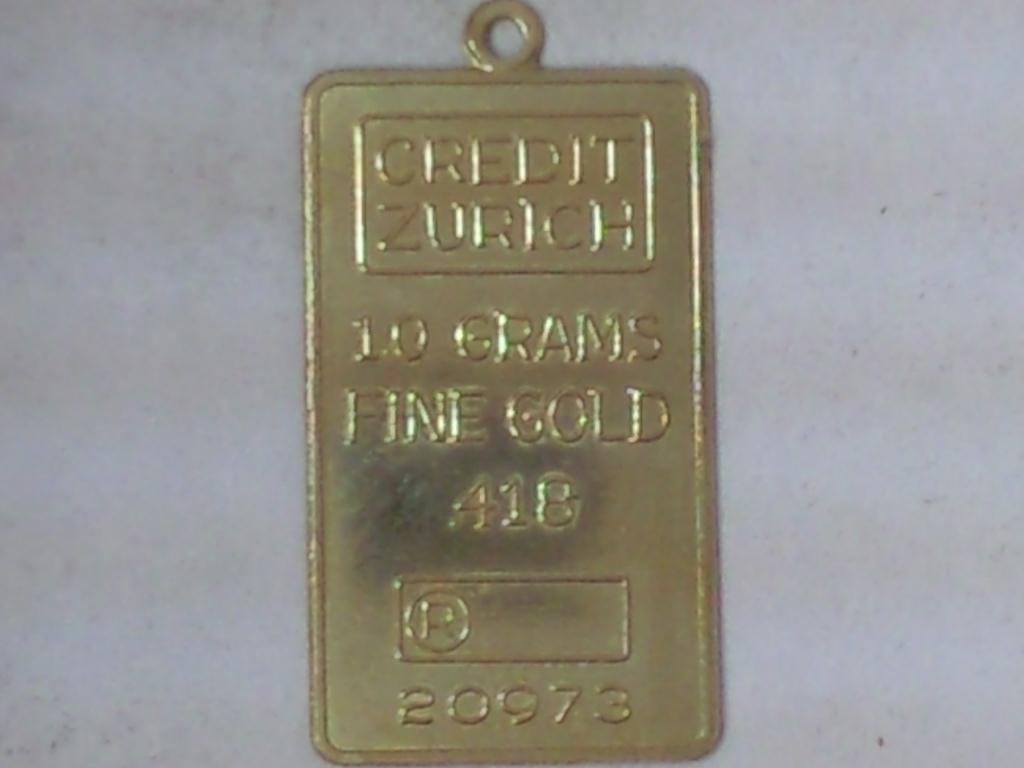 CREDIT
ZURICH
10 GRAMS
FINE GOLD
.418
P
20973